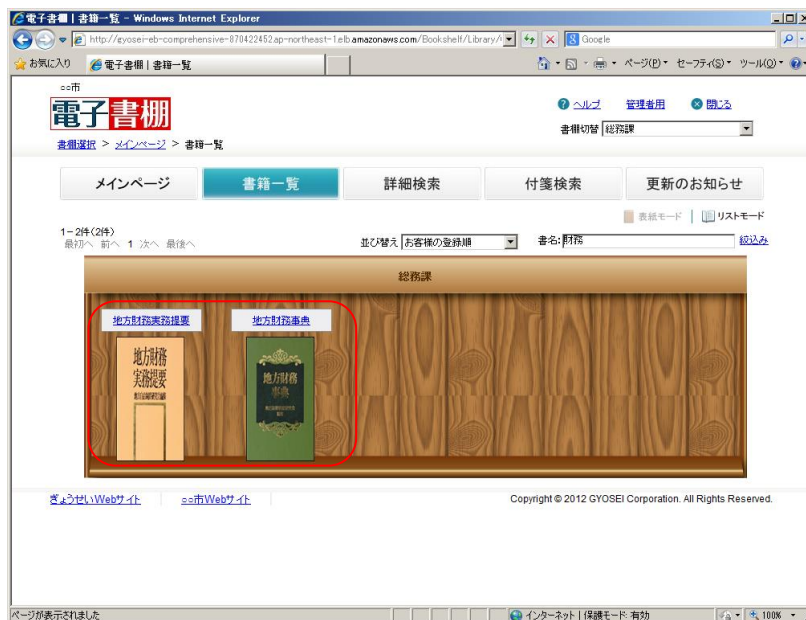 電子書棚 | 書籍一覧 - Windows Internet Explorer
http://gyosei-eb-comprehensive-870422452.ap-northeast-1.elb.amazonaws.com/Bookshelf/Library/
Google
お気に入り
電子書棚 | 書籍一覧
ページ(P) セーフティ(S) ツール(O)
○○市
電子書棚
ヘルプ 管理者用 閉じる
書棚切替 総務課
書棚選択 > メインページ > 書籍一覧
メインページ 書籍一覧 詳細検索 付箋検索 更新のお知らせ
表紙モード | リストモード
1-2件(2件)
最初へ 前へ 1 次へ 最後へ
並び替え お客様の登録順 書名: 財務 絞込み
総務課
地方財務実務提要 地方財務事典
地方財務
実務提要
地方財務
事典
ぎょうせいWebサイト ○○市Webサイト
Copyright © 2012 GYOSEI Corporation. All Rights Reserved.
ページが表示されました
インターネット | 保護モード: 有効
100%